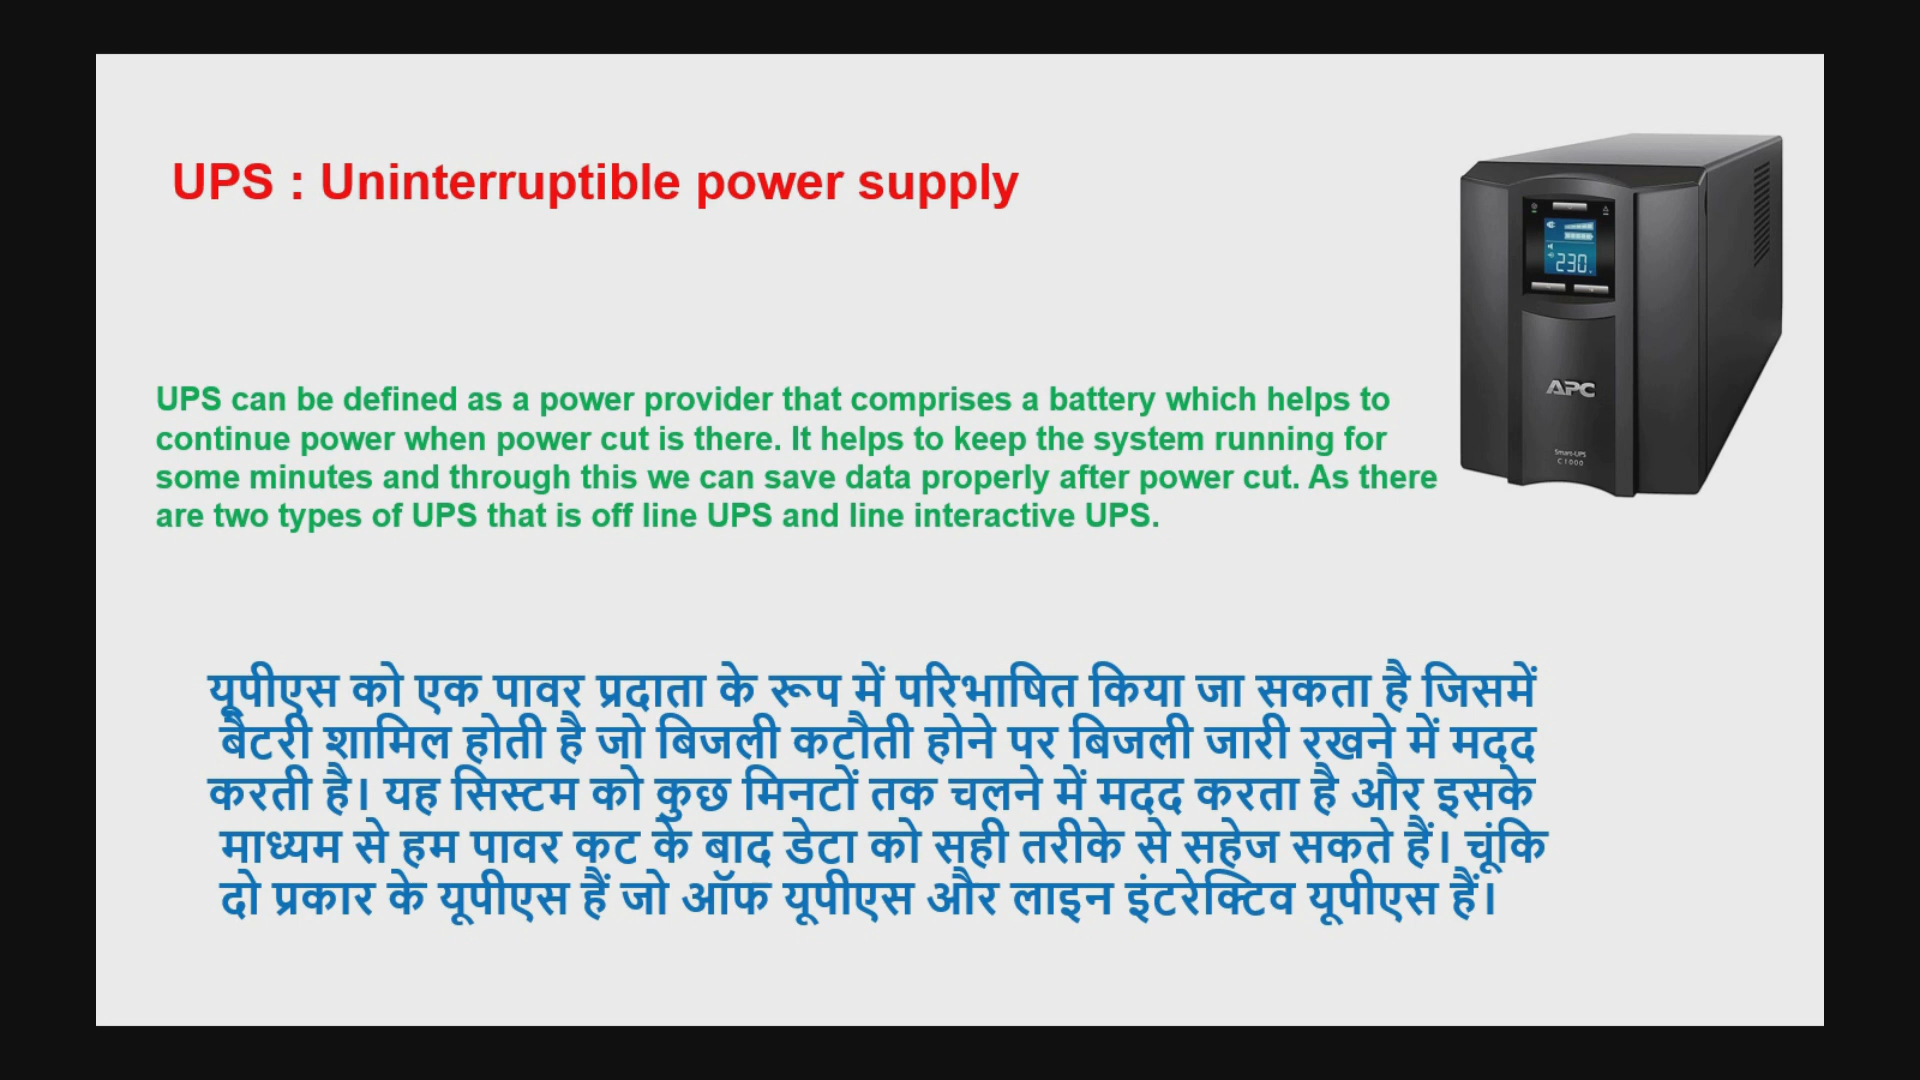 UPS : Uninterruptible power supply
230
APC
Smart-UPS
C1000
UPS can be defined as a power provider that comprises a battery which helps to
continue power when power cut is there. It helps to keep the system running for
some minutes and through this we can save data properly after power cut. As there
are two types of UPS that is off line UPS and line interactive UPS.
यूपीएस को एक पावर प्रदाता के रूप में परिभाषित किया जा सकता है जिसमें
बैटरी शामिल होती है जो बिजली कटौती होने पर बिजली जारी रखने में मदद
करती है। यह सिस्टम को कुछ मिनटों तक चलने में मदद करता है और इसके
माध्यम से हम पावर कट के बाद डेटा को सही तरीके से सहेज सकते हैं। चूंकि
दो प्रकार के यूपीएस हैं जो ऑफ यूपीएस और लाइन इंटरेक्टिव यूपीएस हैं।